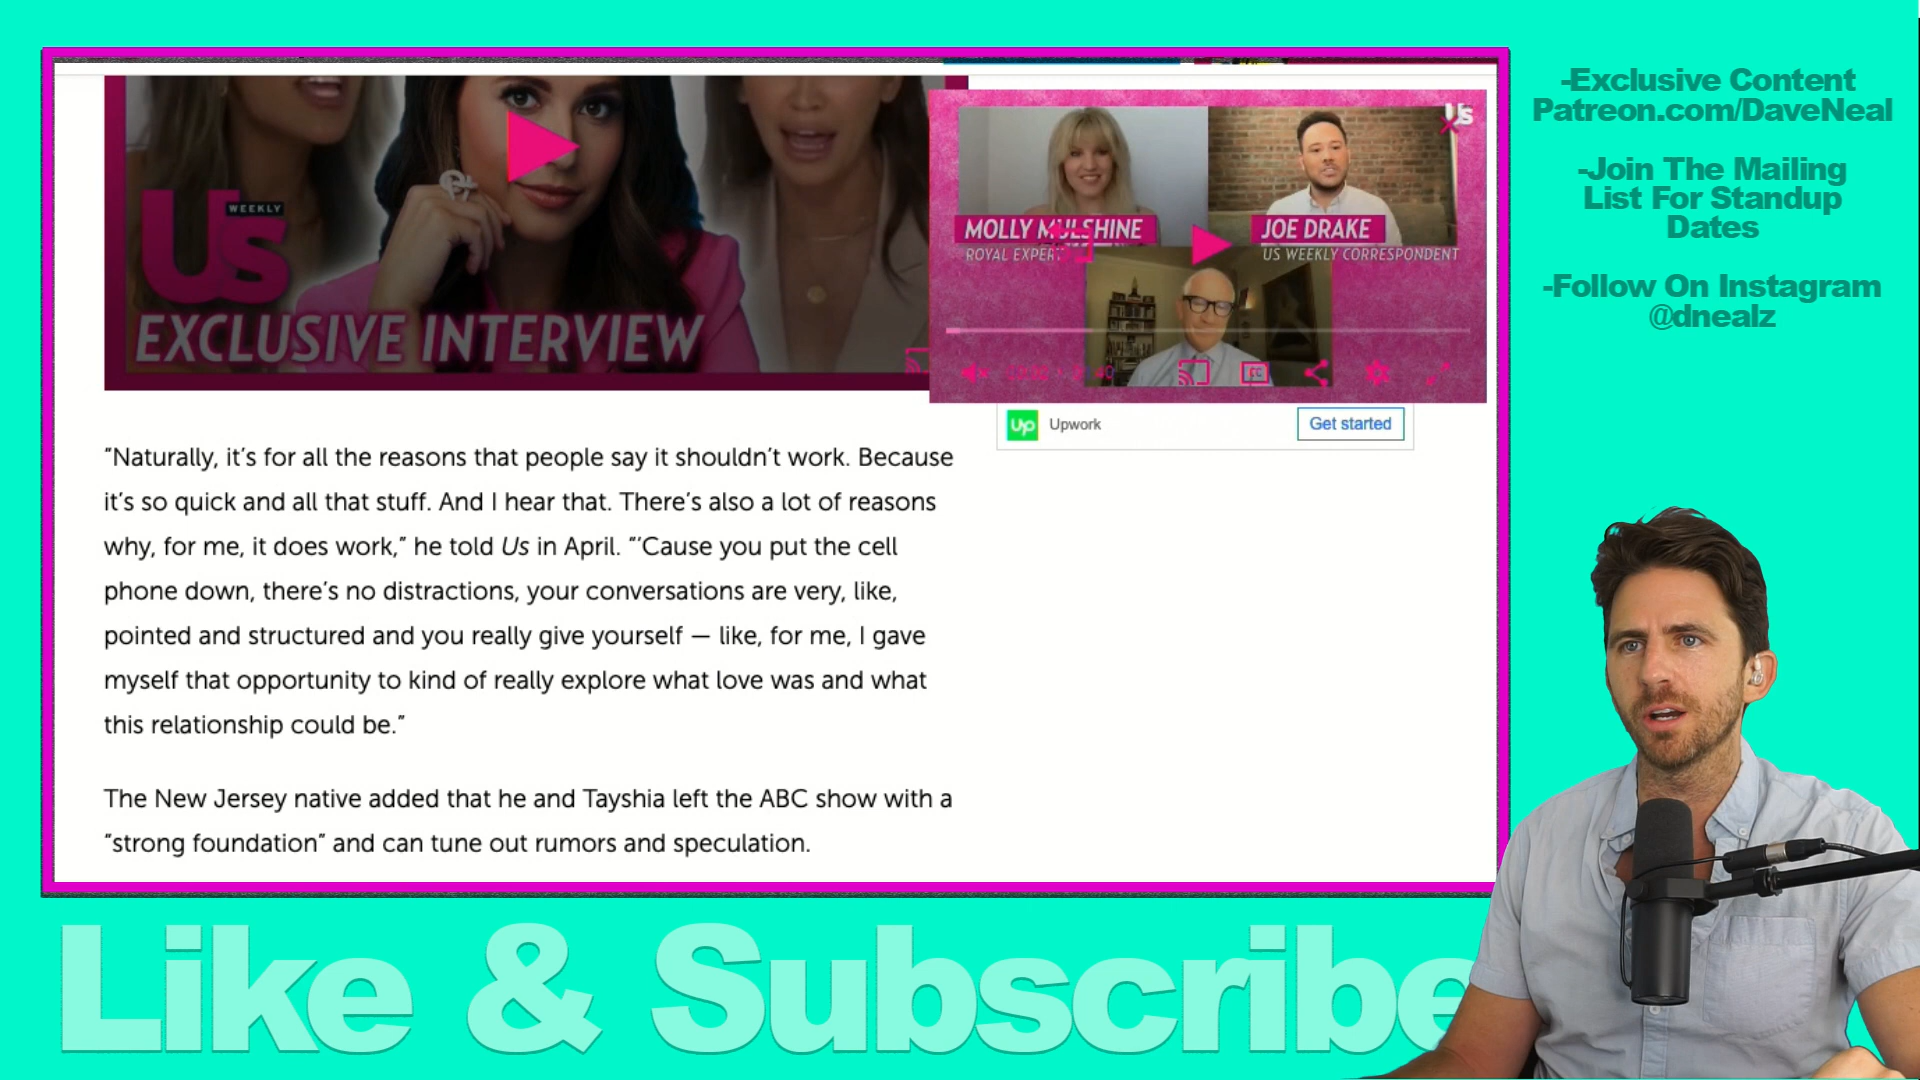 US
WEEKLY
EXCLUSIVE INTERVIEW
Us
MOLLY MULSHINE
ROYAL EXPERT
JOE DRAKE
US WEEKLY CORRESPONDENT
CC
Up Upwork
Get started
"Naturally, it's for all the reasons that people say it shouldn't work. Because
it's so quick and all that stuff. And I hear that. There's also a lot of reasons
why, for me, it does work," he told Us in April. "'Cause you put the cell
phone down, there's no distractions, your conversations are very, like,
pointed and structured and you really give yourself — like, for me, I gave
myself that opportunity to kind of really explore what love was and what
this relationship could be."
The New Jersey native added that he and Tayshia left the ABC show with a
"strong foundation" and can tune out rumors and speculation.
-Exclusive Content
Patreon.com/DaveNeal
-Join The Mailing
List For Standup
Dates
-Follow On Instagram
@dnealz
Like & Subscribe